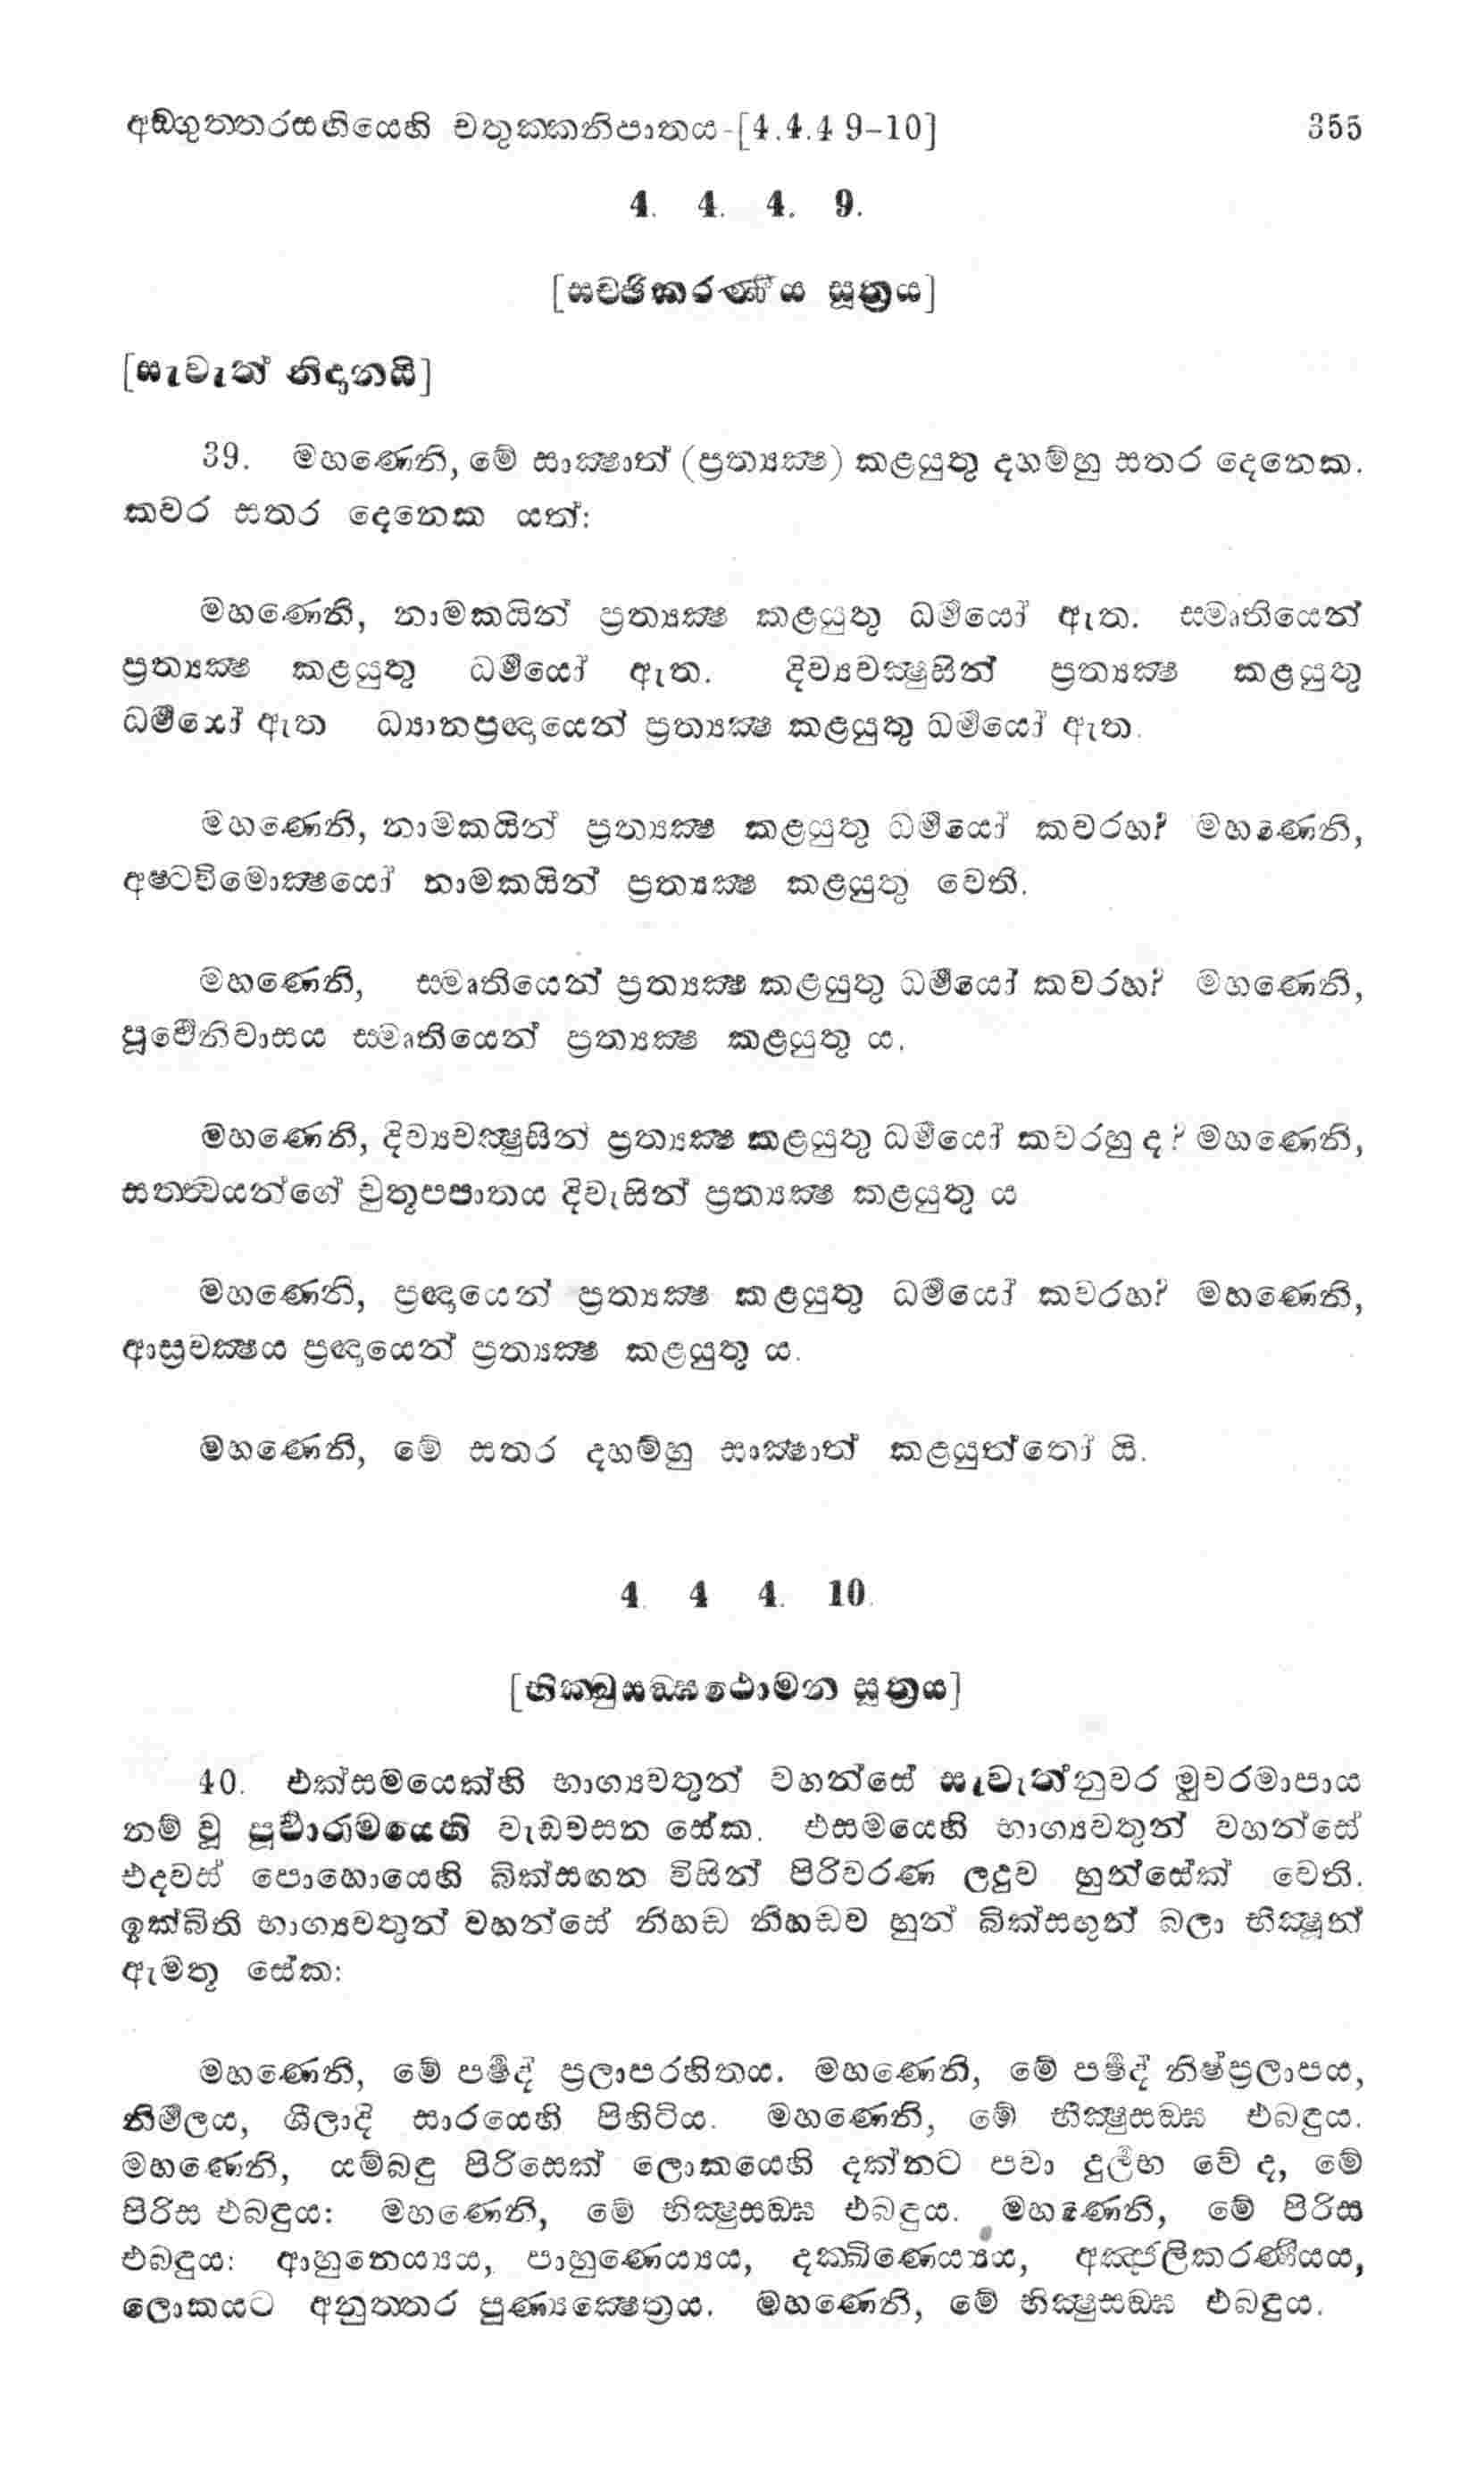 අඞගුත්තරසඟියෙහි චතුක්කනිපාතය-[4.4.4 9-10] 355
4. 4. 4. 9.
[සච්ඡිකරණීය සූත්‍රය]
[සැවැත් නිදානයි]
39. මහණෙනි, මේ සාක්‍ෂාත් (ප්‍රත්‍යක්‍ෂ) කළයුතු දහම්හු සතර දෙනෙක.
කවර සතර දෙනෙක යත්:
මහණෙනි, නාමකයින් ප්‍රත්‍යක්‍ෂ කළයුතු ධර්‍මයෝ ඇත. සමෘතියෙන්
ප්‍රත්‍යක්‍ෂ කළයුතු ධර්‍මයෝ ඇත. දිව්‍යචක්‍ෂුසින් ප්‍රත්‍යක්‍ෂ කළයුතු
ධර්‍මයෝ ඇත ධ්‍යානප්‍රඥායෙන් ප්‍රත්‍යක්‍ෂ කළයුතු ධර්‍මයෝ ඇත.
මහණෙනි, නාමකයින් ප්‍රත්‍යක්‍ෂ කළයුතු ධර්‍මයෝ කවරහ? මහණෙනි,
අෂ්ටවිමොක්‍ෂයෝ නාමකයින් ප්‍රත්‍යක්‍ෂ කළයුතු වෙති.
මහණෙනි, සමෘතියෙන් ප්‍රත්‍යක්‍ෂ කළයුතු ධර්‍මයෝ කවරහ? මහණෙනි,
පූර්‍වෙනිවාසය සමෘතියෙන් ප්‍රත්‍යක්‍ෂ කළයුතු ය.
මහණෙනි, දිව්‍යචක්‍ෂුසින් ප්‍රත්‍යක්‍ෂ කළයුතු ධර්‍මයෝ කවරහු ද? මහණෙනි,
සත්ත්‍වයන්ගේ චුතූපපාතය දිවැසින් ප්‍රත්‍යක්‍ෂ කළයුතු ය
මහණෙනි, ප්‍රඥායෙන් ප්‍රත්‍යක්‍ෂ කළයුතු ධර්‍මයෝ කවරහ? මහණෙනි,
ආස්‍රවක්‍ෂය ප්‍රඥායෙන් ප්‍රත්‍යක්‍ෂ කළයුතු ය.
මහණෙනි, මේ සතර දහම්හු සාක්‍ෂාත් කළයුත්තෝ යි.
4. 4 4. 10.
[භික්ඛුසඞ්ඝථොමන සූත්‍රය]
40. එක්සමයෙක්හි භාග්‍යවතුන් වහන්සේ සැවැත්නුවර මුවරමාපාය
නම් වූ පූර්‍වාරාමයෙහි වැඩවසන සේක. එසමයෙහි භාග්‍යවතුන් වහන්සේ
එදවස් පොහොයෙහි බික්සඟන විසින් පිරිවරණ ලදුව හුන්සේක් වෙති.
ඉක්බිති භාග්‍යවතුන් වහන්සේ නිහඬ නිහඬව හුන් බික්සඟුන් බලා භික්‍ෂූන්
ඇමතූ සේක:
මහණෙනි, මේ පර්‍ෂද් ප්‍රලාපරහිතය. මහණෙනි, මේ පර්‍ෂද් නිෂ්ප්‍රලාපය,
නිර්‍මලය, ශීලාදි සාරයෙහි පිහිටිය. මහණෙනි, මේ භික්‍ෂුසඞ්ඝ එබඳුය.
මහණෙනි, යම්බඳු පිරිසෙක් ලොකයෙහි දක්නට පවා දුර්‍ලභ වේ ද, මේ
පිරිස එබඳුය: මහණෙනි, මේ භික්‍ෂුසඞ්ඝ එබඳුය. මහණෙනි, මේ පිරිස
එබඳුය: ආහුනෙය්‍යය, පාහුණෙය්‍යය, දක්ඛිණෙය්‍යය, අඤ්ජලිකරණීයය,
ලොකයට අනුත්තර පුණ්‍යක්‍ෂෙත්‍රය. මහණෙනි, මේ භික්‍ෂුසඞ්ඝ එබඳුය.